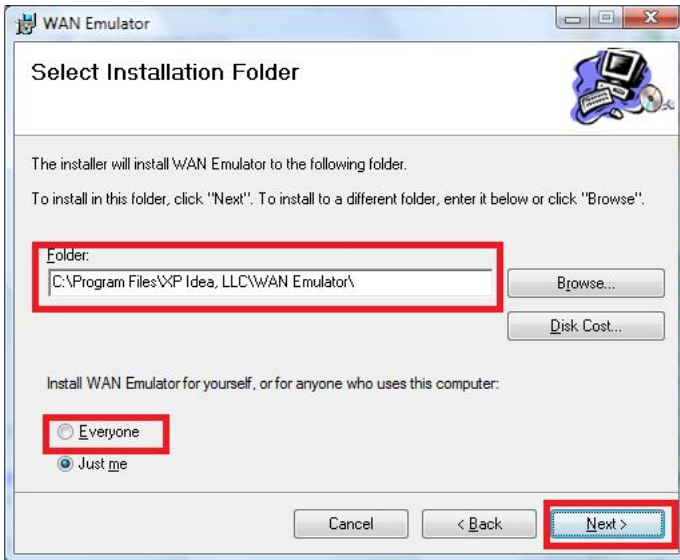 WAN Emulator
Select Installation Folder
The installer will install WAN Emulator to the following folder.
To install in this folder, click "Next". To install to a different folder, enter it below or click "Browse".
Folder:
C:\Program Files\XP Idea, LLC\WAN Emulator\
Browse...
Disk Cost...
Install WAN Emulator for yourself, or for anyone who uses this computer:
Everyone
Just me
Cancel
< Back
Next >